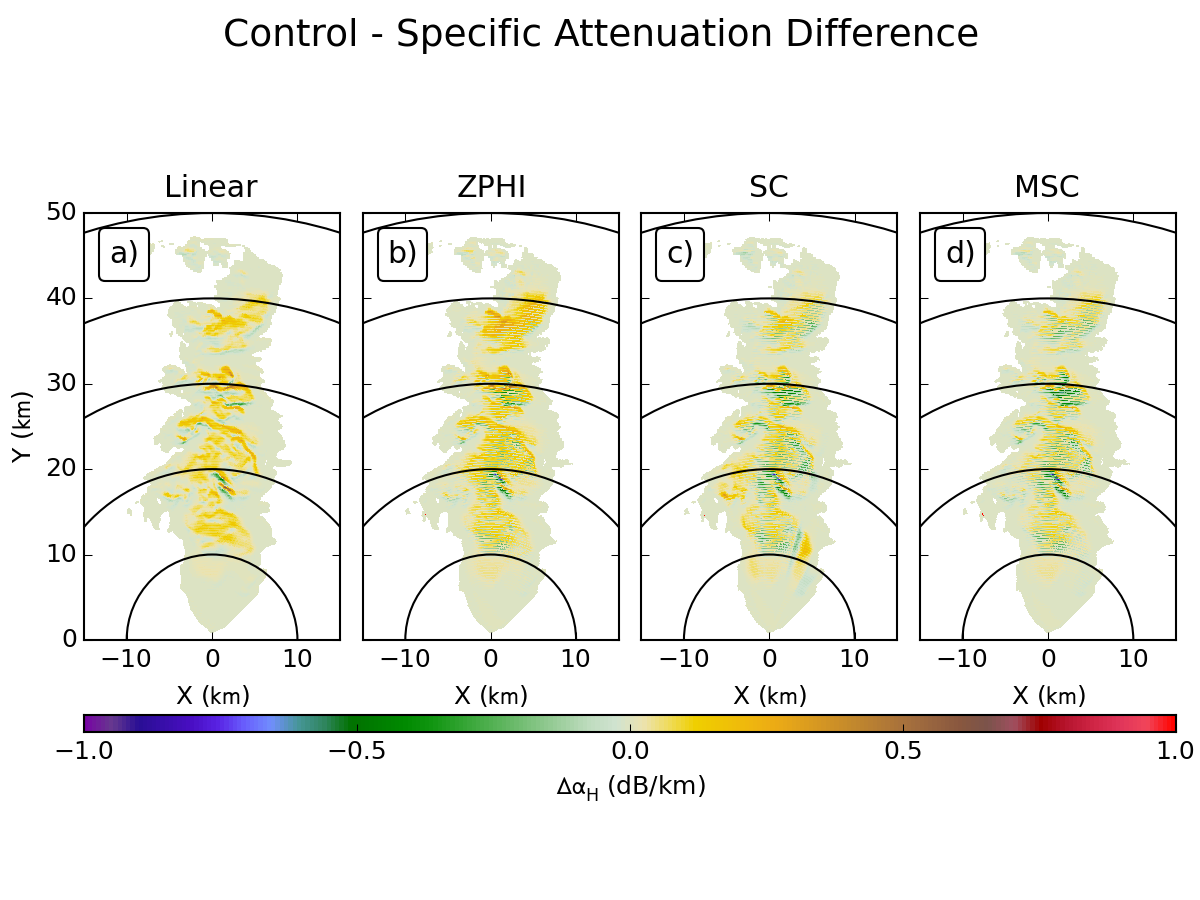 Control - Specific Attenuation Difference
Linear ZPHI SC MSC
a) b) c) d)
50
40
30
20
10
0
Y (km)
−10 0 10 −10 0 10 −10 0 10 −10 0 10
X (km) X (km) X (km) X (km)
−1.0 −0.5 0.0 0.5 1.0
Δα_H (dB/km)